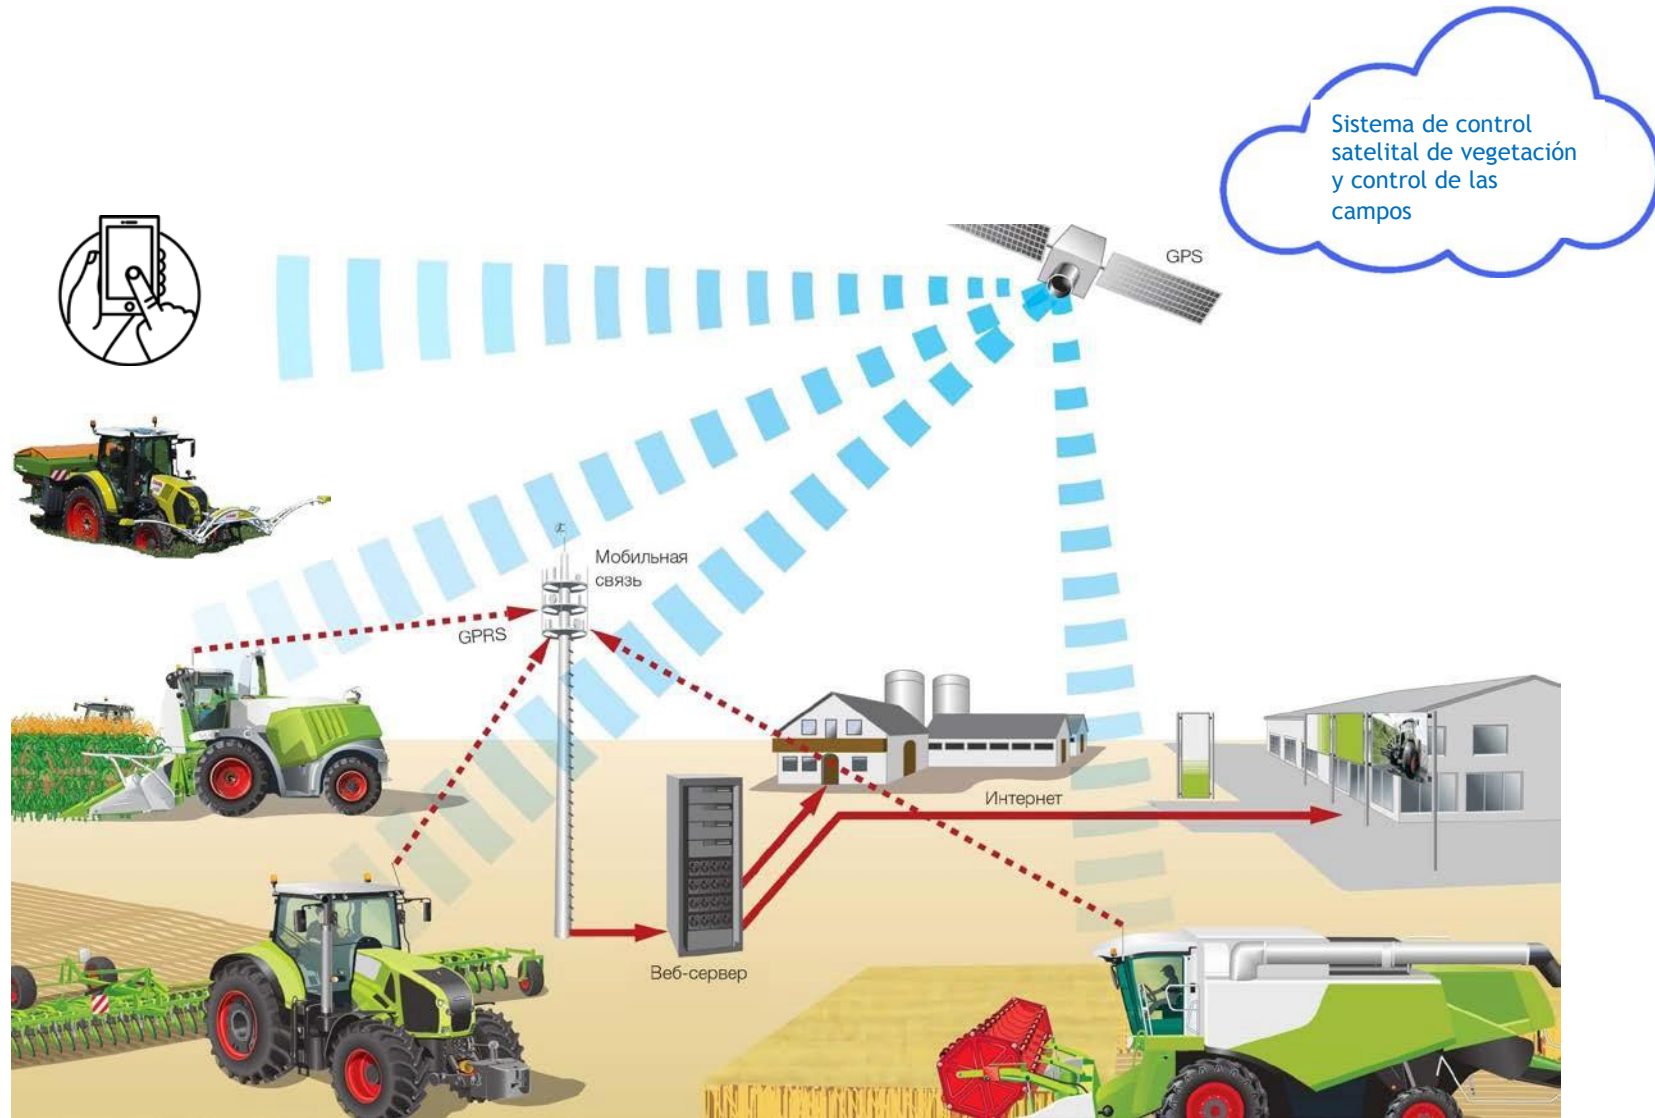 Sistema de control
satelital de vegetación
y control de las
campos
GPS
Мобильная
связь
GPRS
Интернет
Веб-сервер